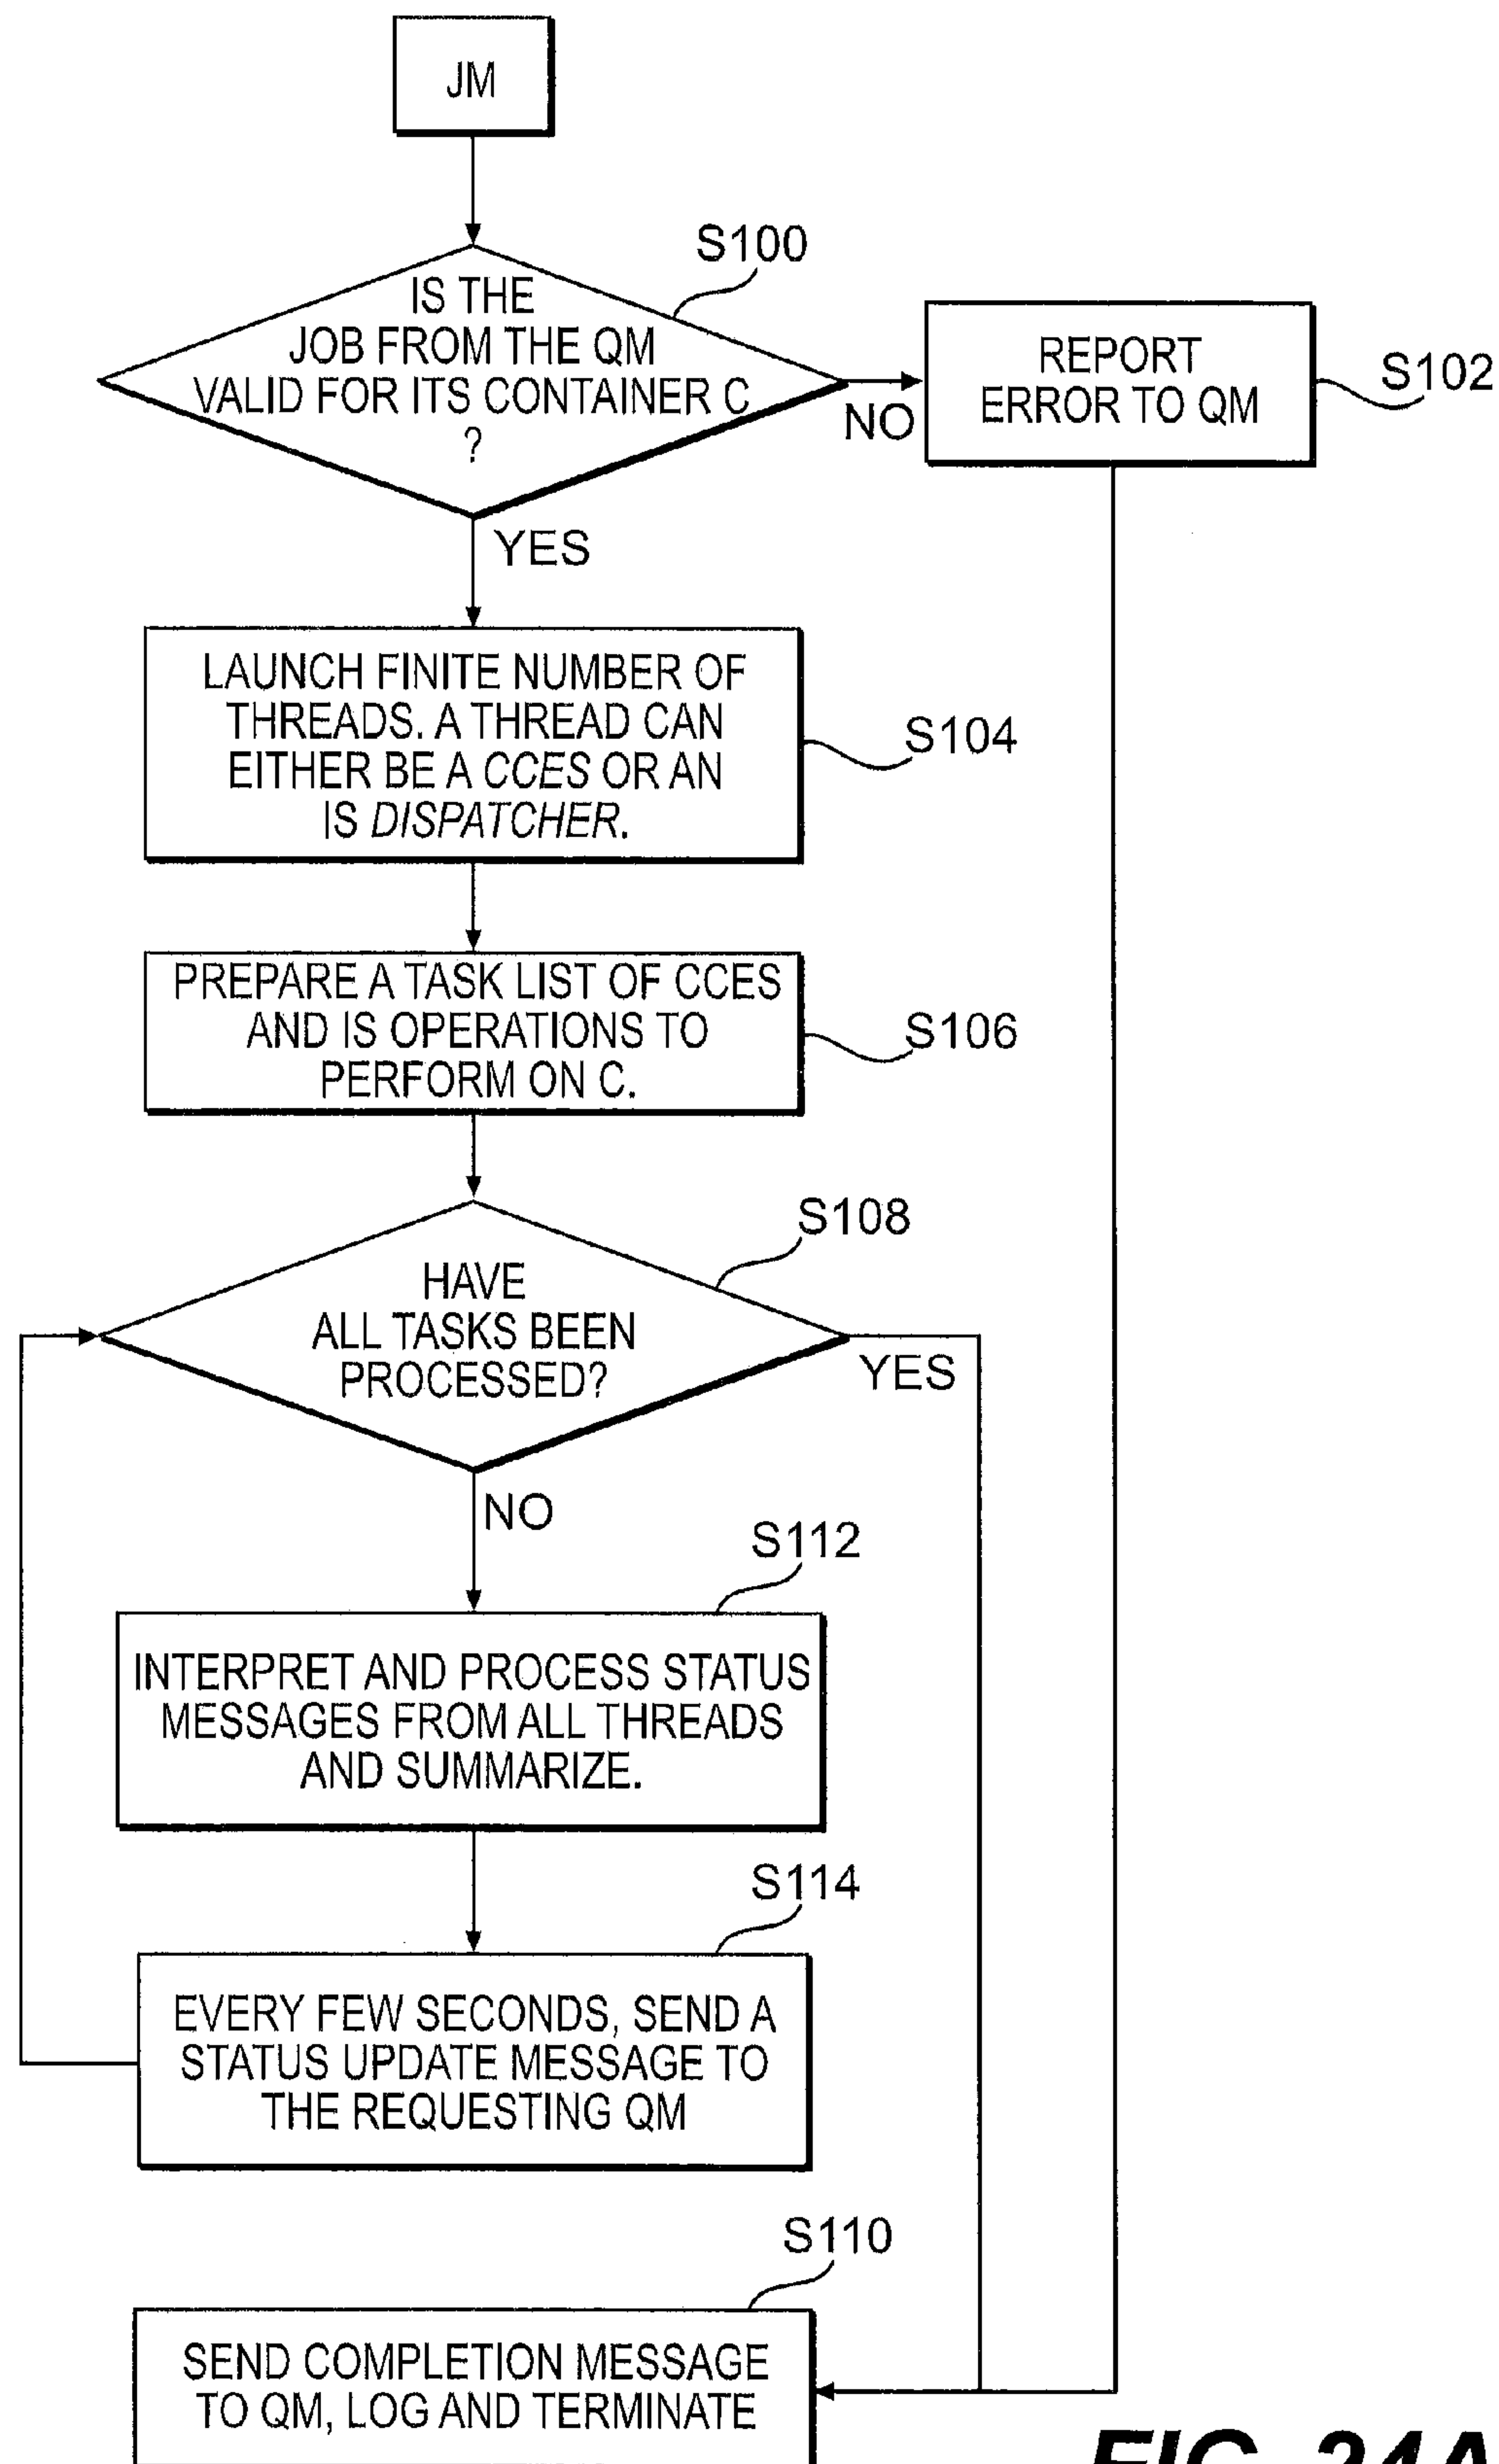 JM
S100
IS THE
JOB FROM THE QM
VALID FOR ITS CONTAINER C
?
NO
REPORT
ERROR TO QM
S102
YES
LAUNCH FINITE NUMBER OF
THREADS. A THREAD CAN
EITHER BE A CCES OR AN
IS DISPATCHER.
S104
PREPARE A TASK LIST OF CCES
AND IS OPERATIONS TO
PERFORM ON C.
S106
S108
HAVE
ALL TASKS BEEN
PROCESSED?
YES
NO
S112
INTERPRET AND PROCESS STATUS
MESSAGES FROM ALL THREADS
AND SUMMARIZE.
S114
EVERY FEW SECONDS, SEND A
STATUS UPDATE MESSAGE TO
THE REQUESTING QM
S110
SEND COMPLETION MESSAGE
TO QM, LOG AND TERMINATE
FIG. 24A